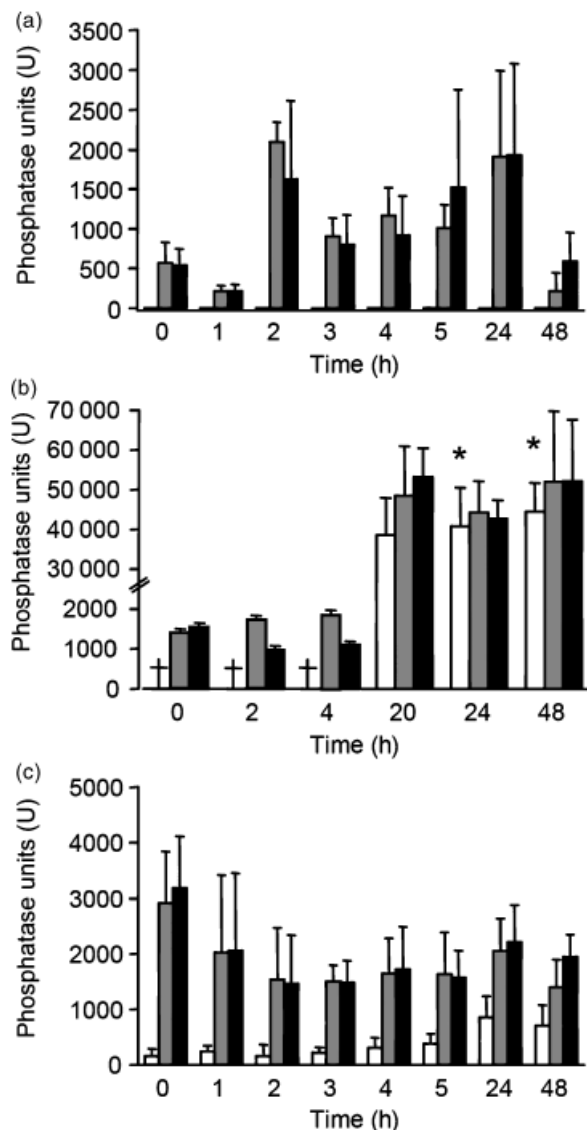 (a)
Phosphatase units (U)
3500
3000
2500
2000
1500
1000
500
0
0 1 2 3 4 5 24 48
Time (h)
(b)
Phosphatase units (U)
70 000
60 000
50 000
40 000
30 000
2000
1000
0
* *
0 2 4 20 24 48
Time (h)
(c)
Phosphatase units (U)
5000
4000
3000
2000
1000
0
0 1 2 3 4 5 24 48
Time (h)